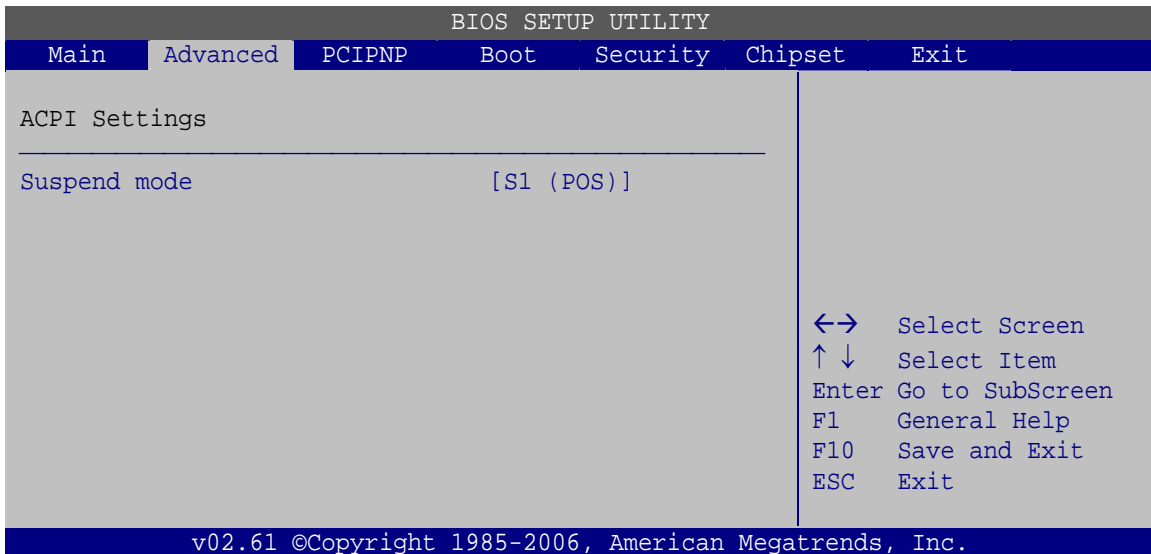 BIOS SETUP UTILITY
Main Advanced PCIPNP Boot Security Chipset Exit
ACPI Settings
Suspend mode [S1 (POS)]
←→ Select Screen
↑ ↓ Select Item
Enter Go to SubScreen
F1 General Help
F10 Save and Exit
ESC Exit
v02.61 ©Copyright 1985-2006, American Megatrends, Inc.